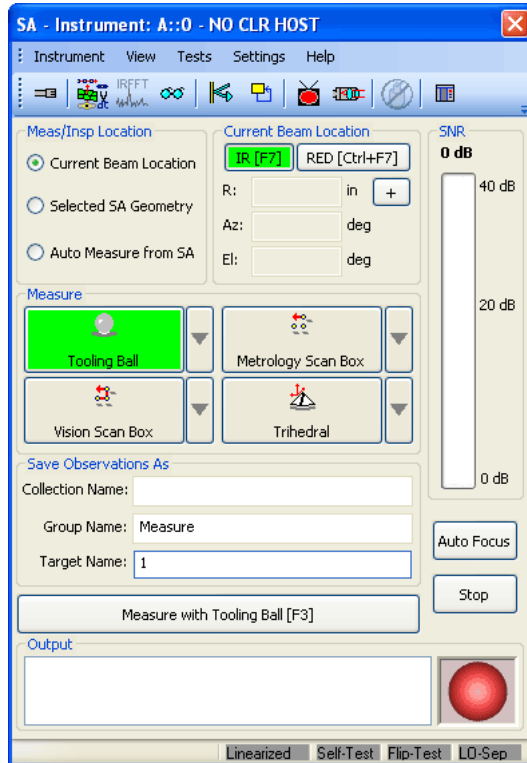 SA - Instrument: A::0 - NO CLR HOST
Instrument View Tests Settings Help
IRFFT
Meas/Insp Location
Current Beam Location
Selected SA Geometry
Auto Measure from SA
Current Beam Location
IR [F7] RED [Ctrl+F7]
R: in +
Az: deg
El: deg
SNR
0 dB
40 dB
20 dB
0 dB
Measure
Tooling Ball
Metrology Scan Box
Vision Scan Box
Trihedral
Save Observations As
Collection Name:
Group Name: Measure
Target Name: 1
Auto Focus
Stop
Measure with Tooling Ball [F3]
Output
Linearized Self-Test Flip-Test LO-Sep